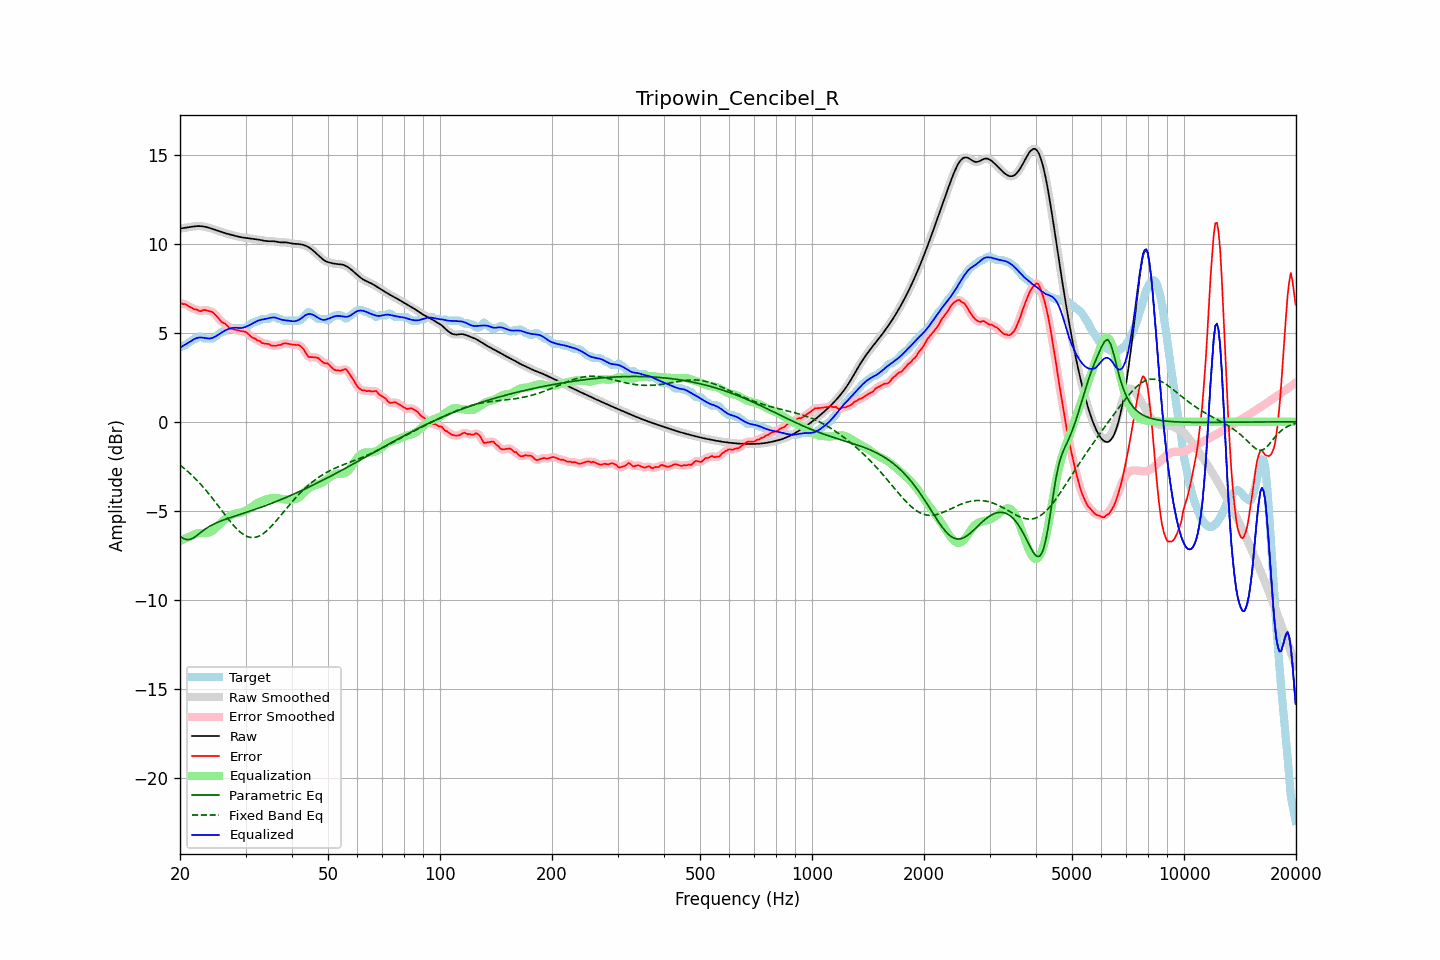 Tripowin_Cencibel_R
Amplitude (dBr)
15
10
5
0
−5
−10
−15
−20
Target
Raw Smoothed
Error Smoothed
Raw
Error
Equalization
Parametric Eq
Fixed Band Eq
Equalized
20 50 100 200 500 1000 2000 5000 10000 20000
Frequency (Hz)